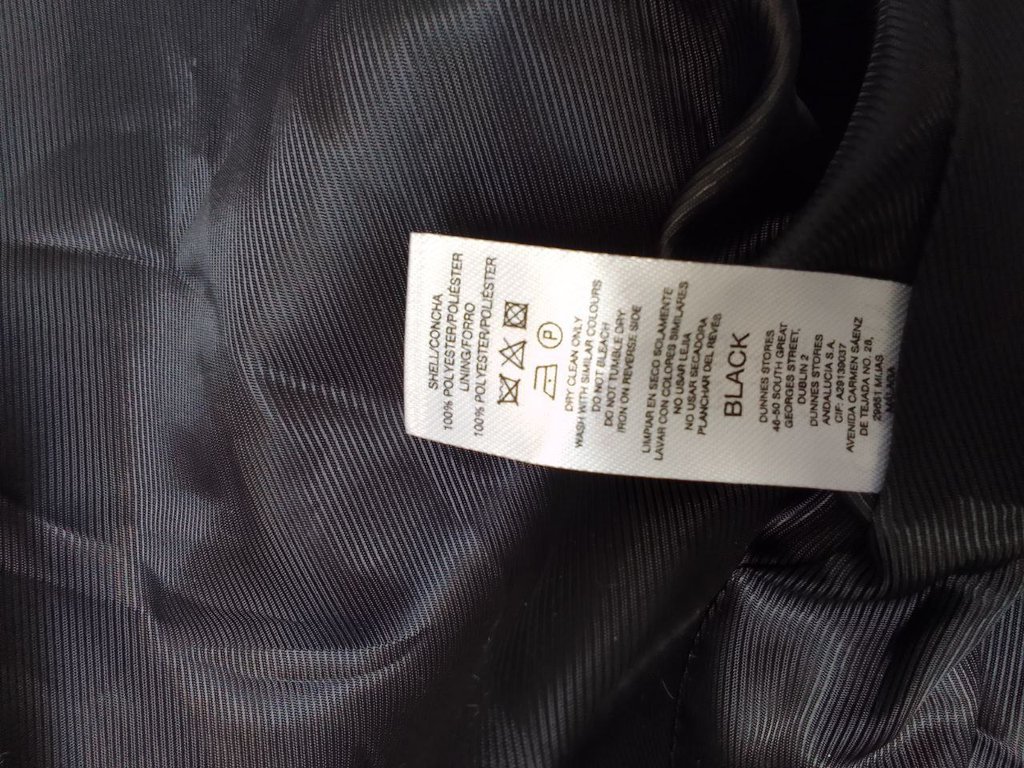 SHELL/CONCHA
100% POLYESTER/POLIÉSTER
LINING/FORRO
100% POLYESTER/POLIÉSTER
P
DRY CLEAN ONLY
WASH WITH SIMILAR COLOURS
DO NOT BLEACH
DO NOT TUMBLE DRY
IRON ON REVERSE SIDE
LIMPIAR EN SECO SOLAMENTE
LAVAR CON COLORES SIMILARES
NO USAR LEJIA
NO USAR SECADORA
PLANCHAR DEL REVÉS
BLACK
DUNNES STORES
46-50 SOUTH GREAT
GEORGES STREET,
DUBLIN 2
DUNNES STORES
ANDALUCIA S.A.
CIF: A29139037
AVENIDA CARMEN SÁENZ
DE TEJADA NO. 28,
29651 MIJAS
MALAGA